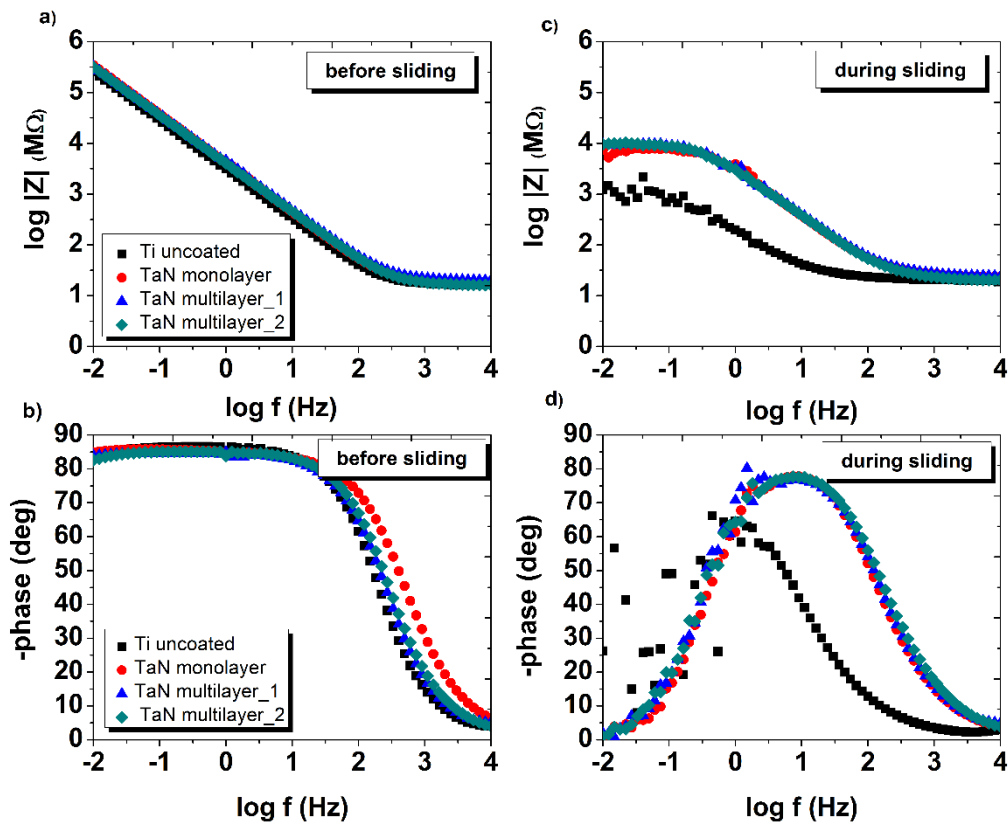 a)
6
5
4
3
2
1
0
log |Z| (MΩ)
before sliding
Ti uncoated
TaN monolayer
TaN multilayer_1
TaN multilayer_2
-2 -1 0 1 2 3 4
log f (Hz)
c)
6
5
4
3
2
1
0
log |Z| (MΩ)
during sliding
-2 -1 0 1 2 3 4
log f (Hz)
b)
90
80
70
60
50
40
30
20
10
0
-phase (deg)
before sliding
Ti uncoated
TaN monolayer
TaN multilayer_1
TaN multilayer_2
-2 -1 0 1 2 3 4
log f (Hz)
d)
90
80
70
60
50
40
30
20
10
0
-phase (deg)
during sliding
-2 -1 0 1 2 3 4
log f (Hz)